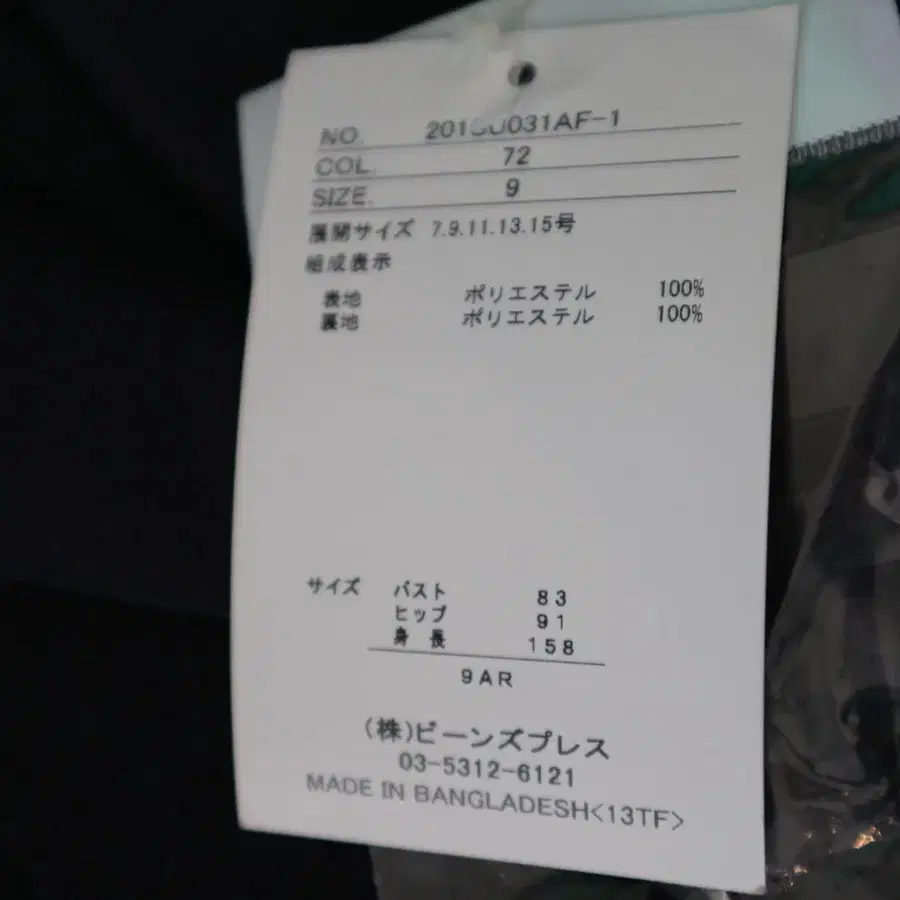 NO.
COL. 72
SIZE. 9
展開サイズ 7.9.11.13.15号
組成表示
表地 ポリエステル 100%
裏地 ポリエステル 100%
サイズ バスト 83
ヒップ 91
身長 158
9AR
(株)ビーンズプレス
03-5312-6121
MADE IN BANGLADESH<13TF>